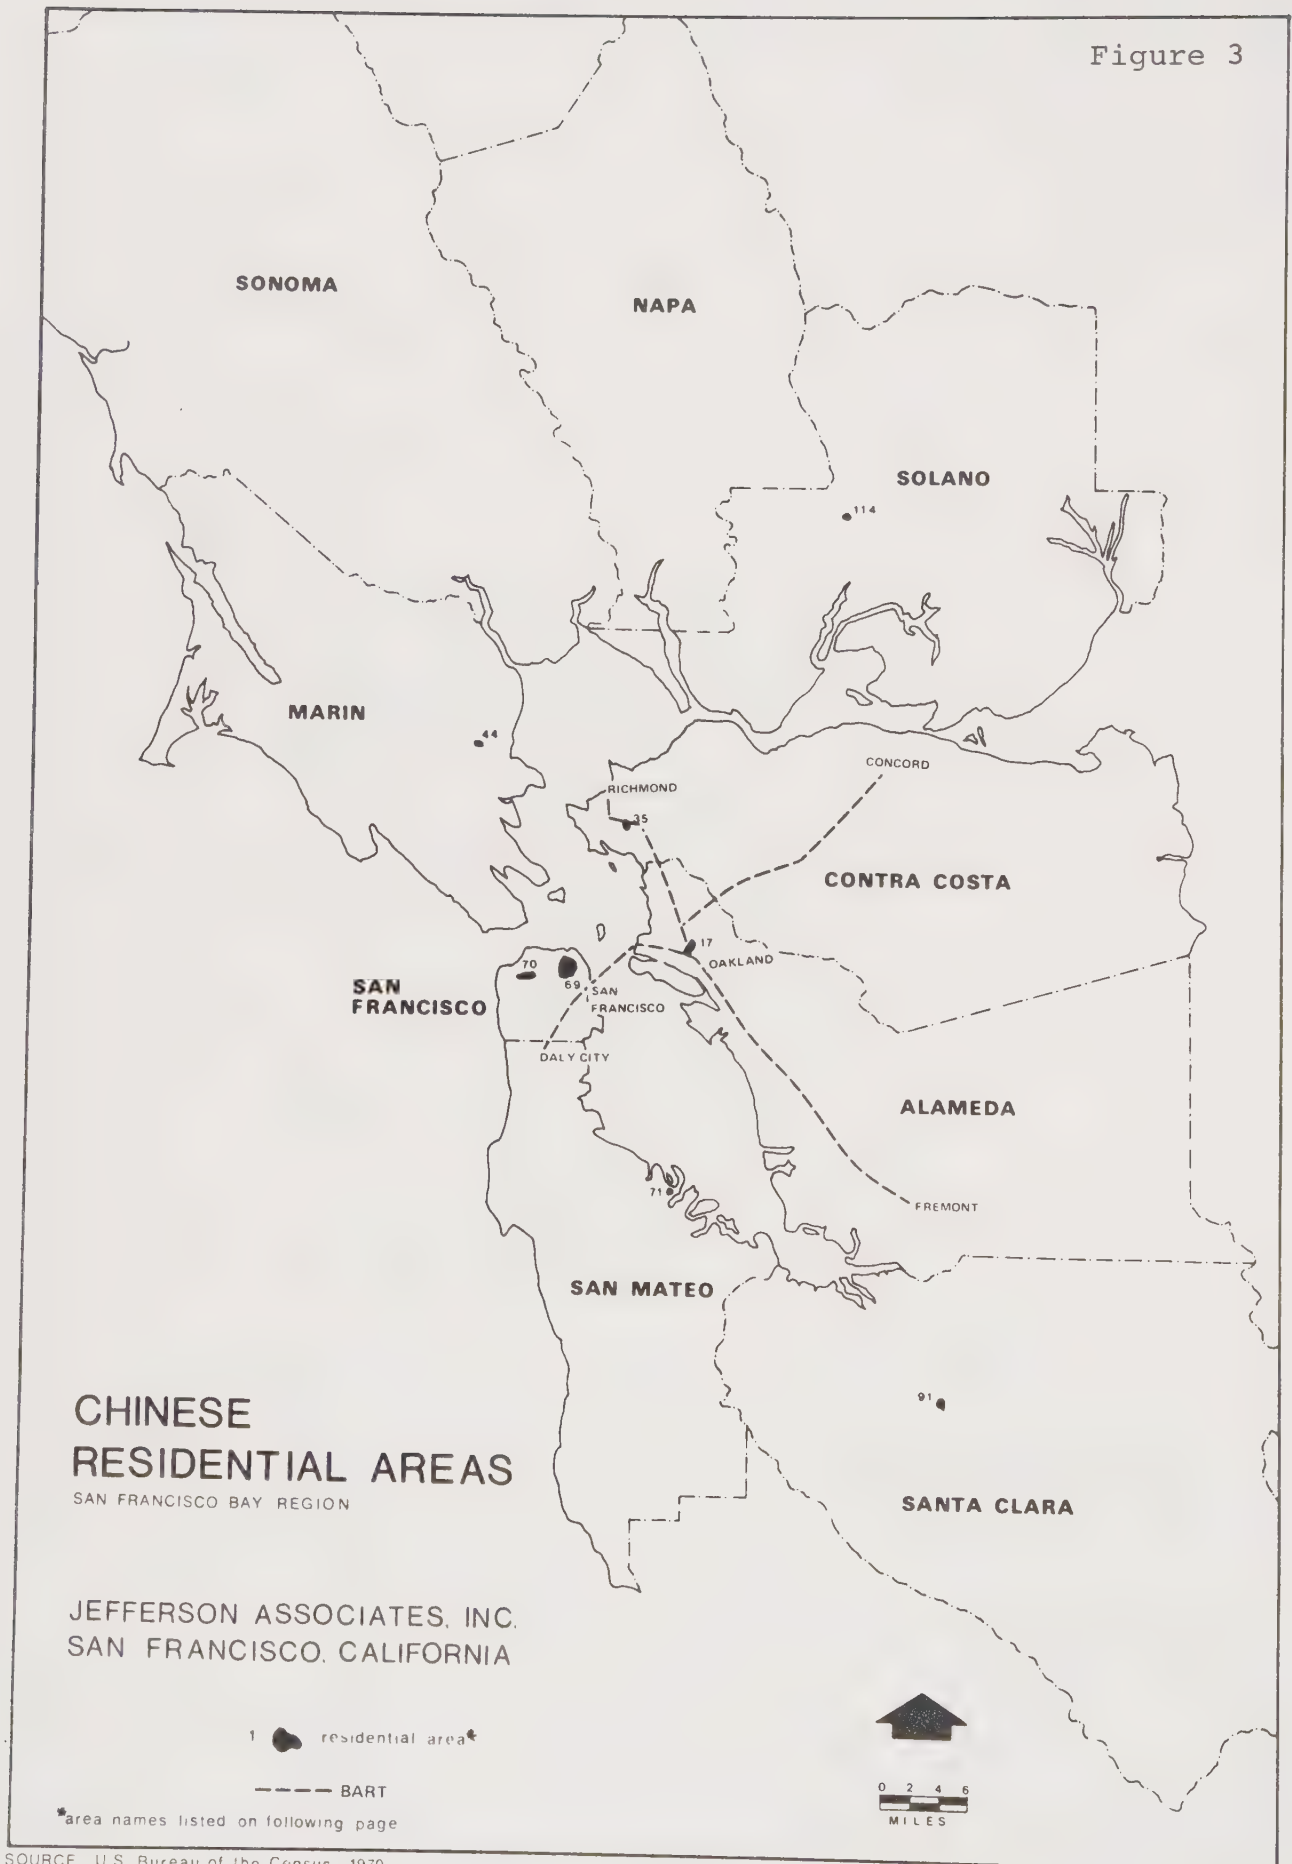 Figure 3
SONOMA
NAPA
SOLANO
114
MARIN
44
CONCORD
RICHMOND
35
CONTRA COSTA
17
OAKLAND
70
69
SAN
FRANCISCO
SAN
FRANCISCO
DALY CITY
ALAMEDA
71
FREMONT
SAN MATEO
91
SANTA CLARA
CHINESE
RESIDENTIAL AREAS
SAN FRANCISCO BAY REGION
JEFFERSON ASSOCIATES, INC.
SAN FRANCISCO, CALIFORNIA
1 residential area*
BART
*area names listed on following page
0 2 4 6
MILES
SOURCE U.S. Bureau of the Census, 1970